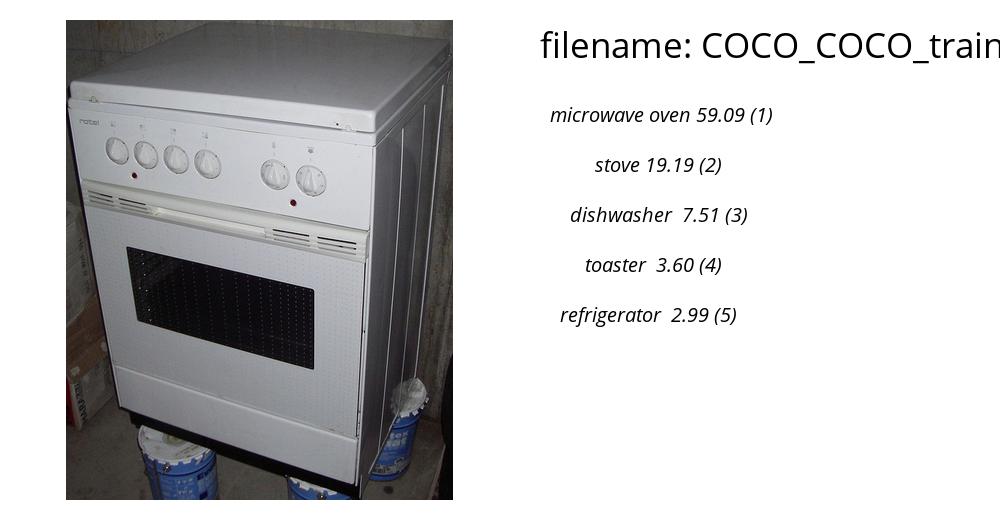 filename: COCO_COCO_train
microwave oven 59.09 (1)
stove 19.19 (2)
dishwasher 7.51 (3)
toaster 3.60 (4)
refrigerator 2.99 (5)
rotel